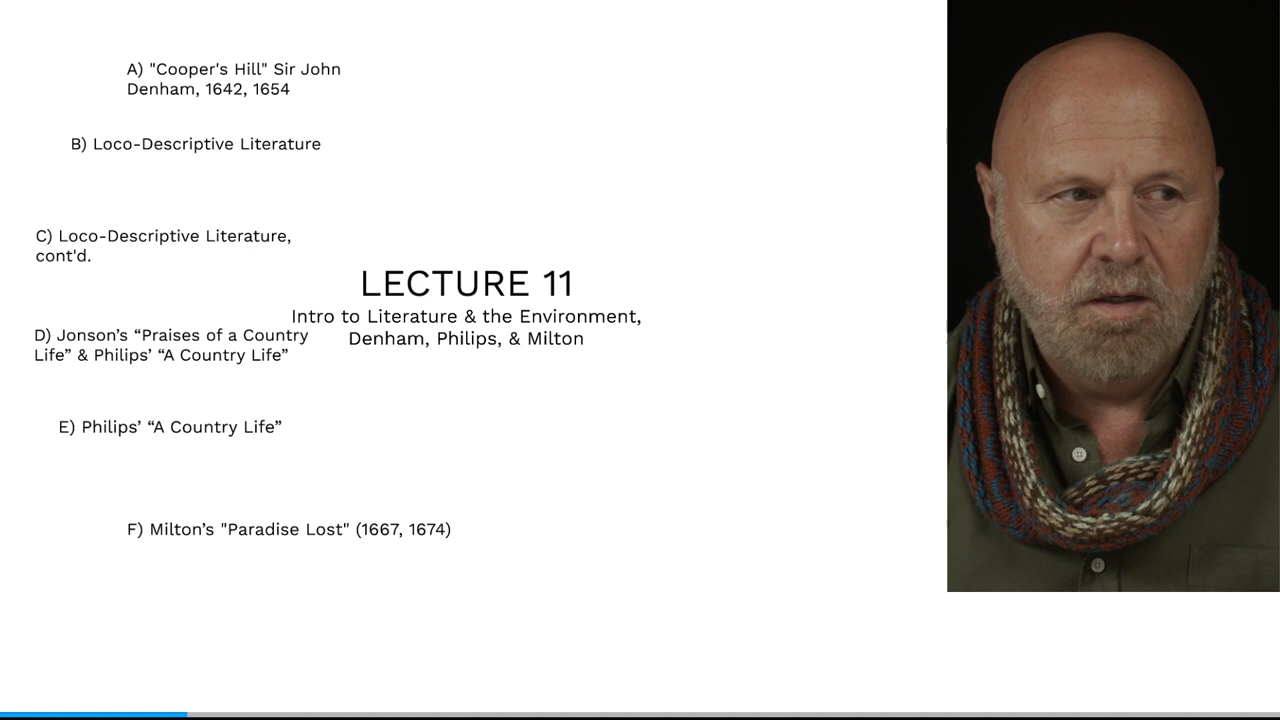 A) "Cooper's Hill" Sir John
Denham, 1642, 1654
B) Loco-Descriptive Literature
C) Loco-Descriptive Literature,
cont'd.
LECTURE 11
Intro to Literature & the Environment,
Denham, Philips, & Milton
D) Jonson’s “Praises of a Country
Life” & Philips’ “A Country Life”
E) Philips’ “A Country Life”
F) Milton’s "Paradise Lost" (1667, 1674)